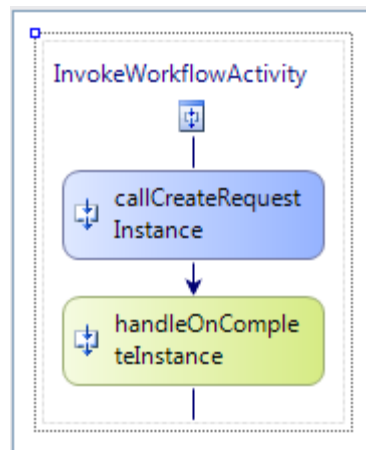 InvokeWorkflowActivity
callCreateRequest
Instance
handleOnComple
teInstance